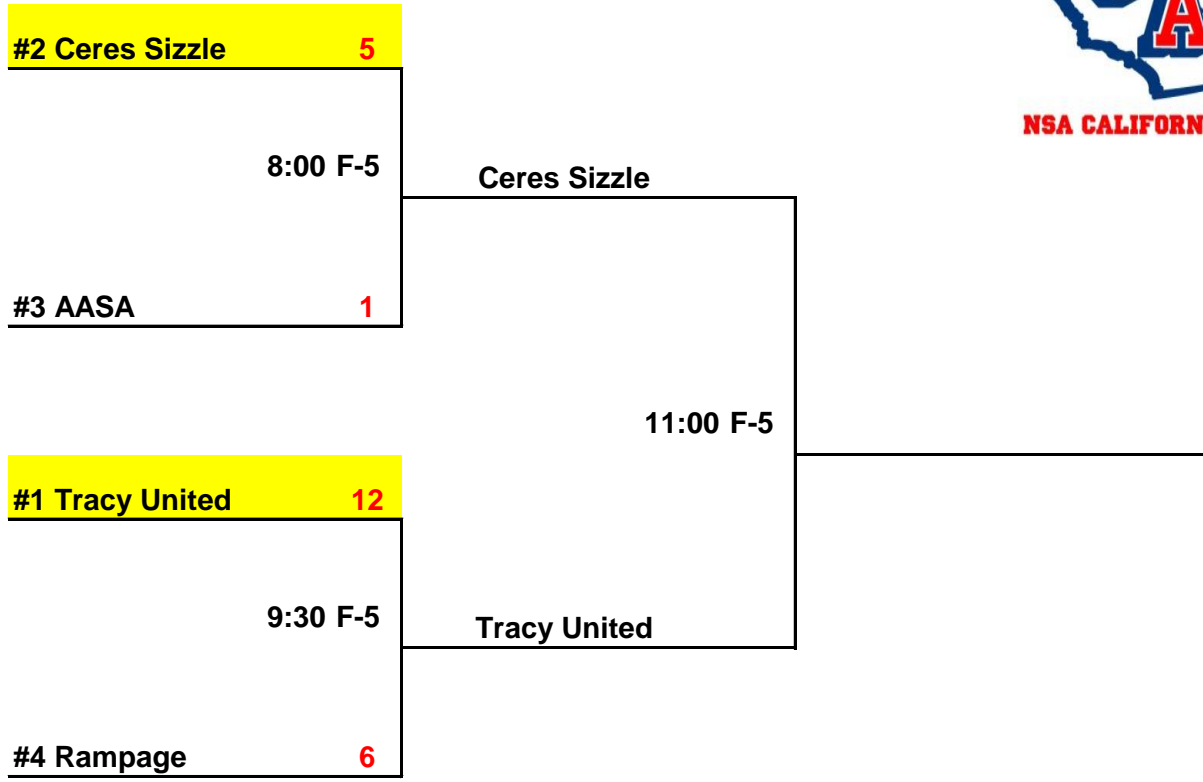 #2 Ceres Sizzle 5
8:00 F-5
Ceres Sizzle
#3 AASA 1
11:00 F-5
#1 Tracy United 12
9:30 F-5
Tracy United
#4 Rampage 6
A
NSA